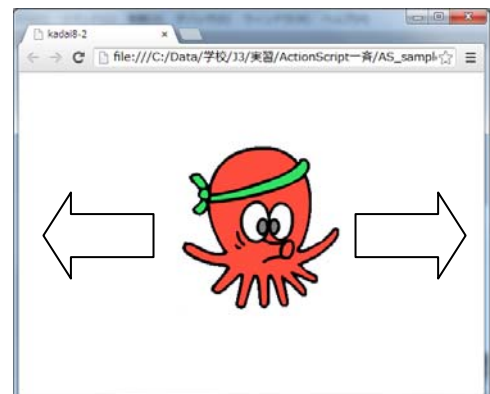 kadai8-2
file:///C:/Data/学校/J3/実習/ActionScript一斉/AS_sampl